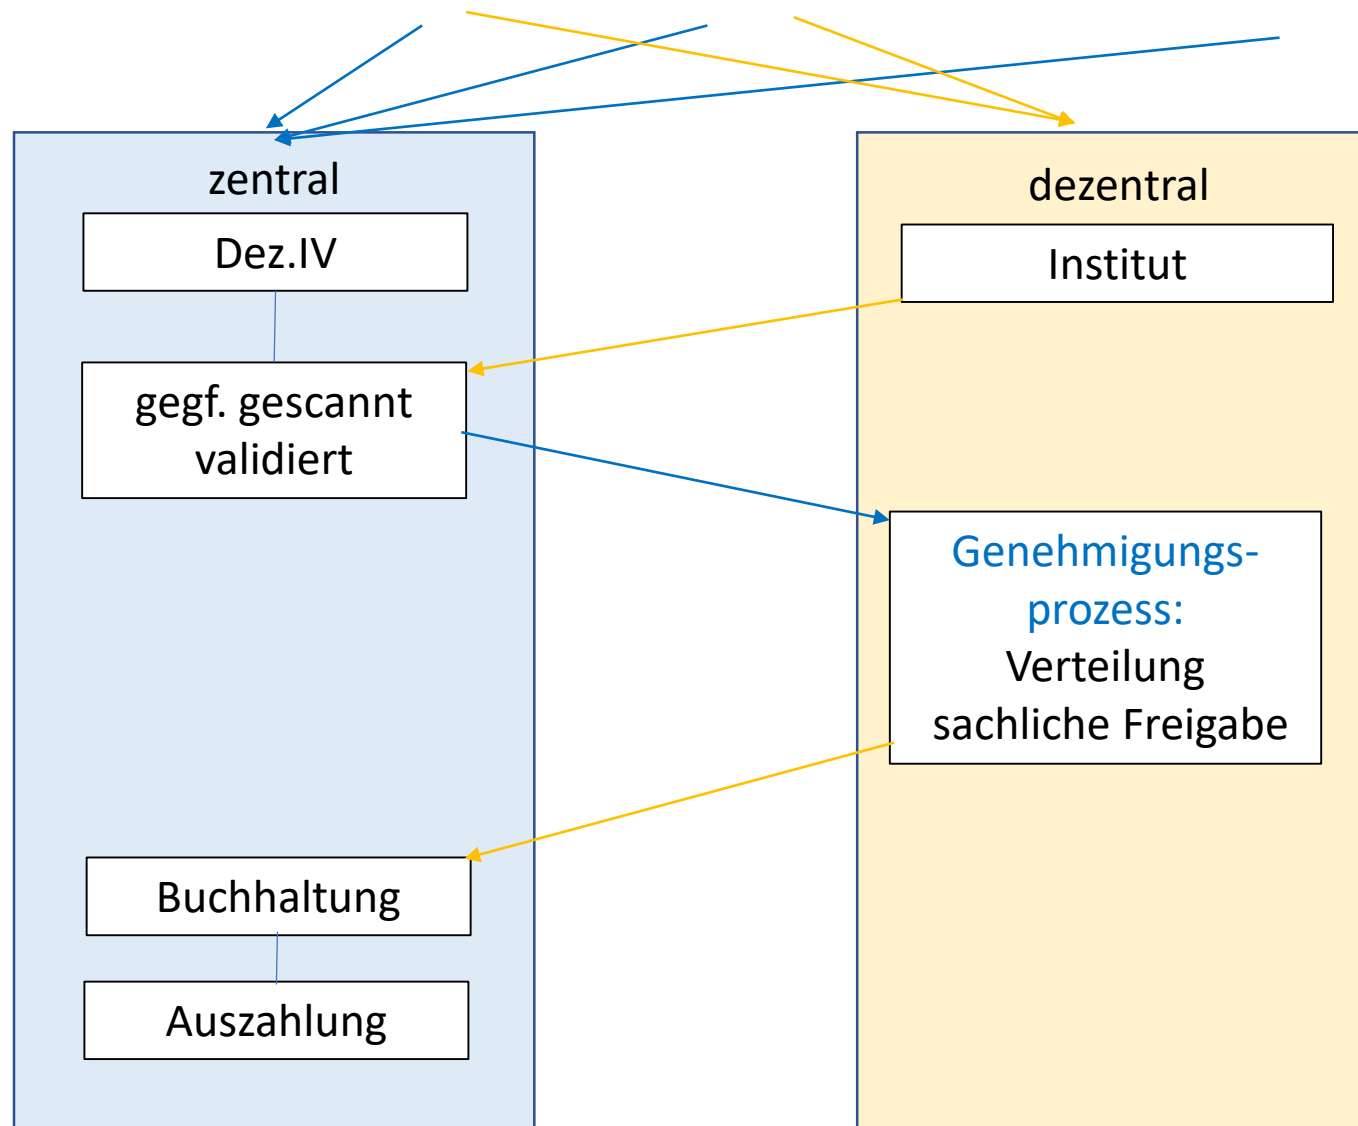 zentral
Dez.IV
gegf. gescannt
validiert
Buchhaltung
Auszahlung
dezentral
Institut
Genehmigungs-
prozess:
Verteilung
sachliche Freigabe